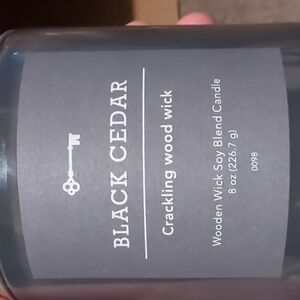 BLACK CEDAR
Crackling wood wick
Wooden Wick Soy Blend Candle
8 oz (226.7 g)
0098